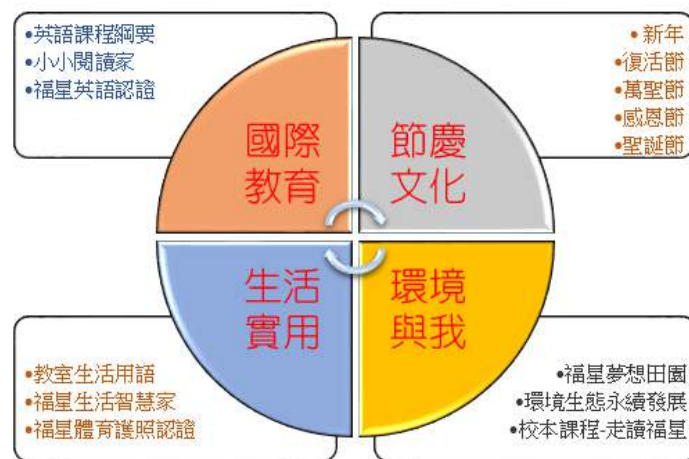 •英語課程綱要
•小小閱讀家
•福星英語認證
•新年
•復活節
•萬聖節
•感恩節
•聖誕節
國際
教育
節慶
文化
生活
實用
環境
與我
•教室生活用語
•福星生活智慧家
•福星體育護照認證
•福星夢想田園
•環境生態永續發展
•校本課程-走讀福星